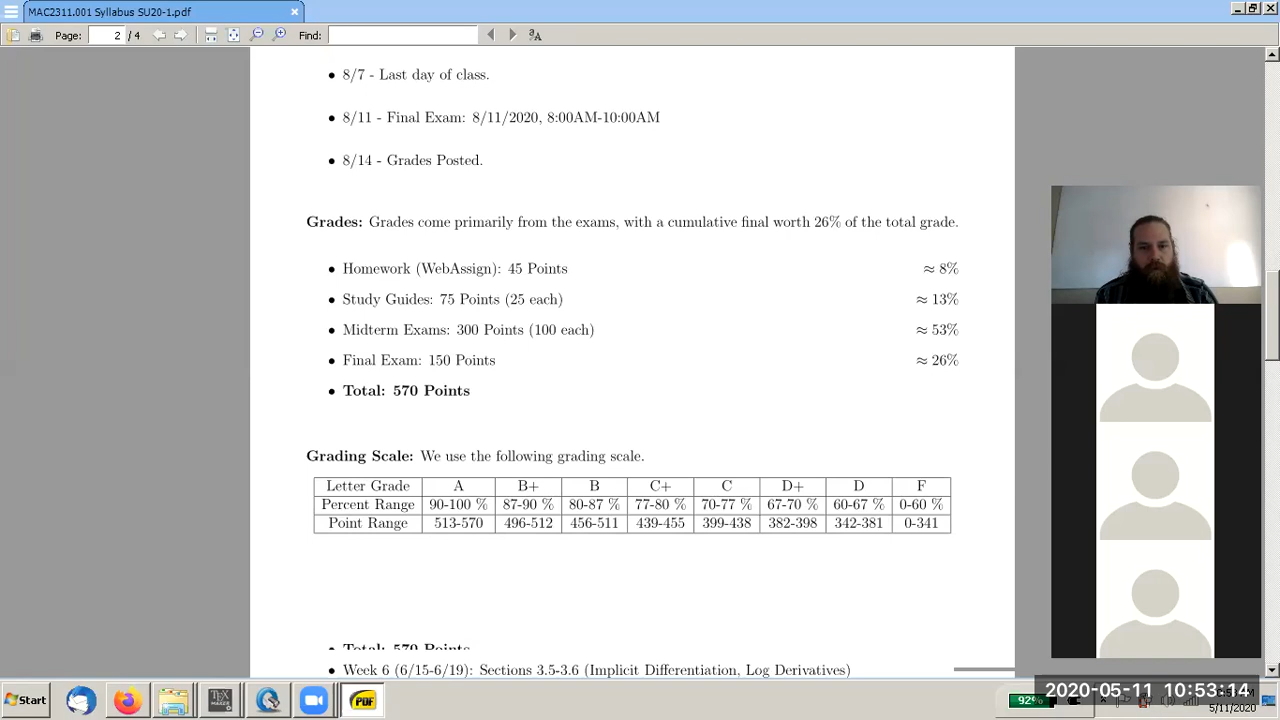 MAC2311.001 Syllabus SU20-1.pdf
Page: 2 / 4 Find:
• 8/7 - Last day of class.
• 8/11 - Final Exam: 8/11/2020, 8:00AM-10:00AM
• 8/14 - Grades Posted.
Grades: Grades come primarily from the exams, with a cumulative final worth 26% of the total grade.
• Homework (WebAssign): 45 Points ≈ 8%
• Study Guides: 75 Points (25 each) ≈ 13%
• Midterm Exams: 300 Points (100 each) ≈ 53%
• Final Exam: 150 Points ≈ 26%
• Total: 570 Points
Grading Scale: We use the following grading scale.
Letter Grade A B+ B C+ C D+ D F
Percent Range 90-100 % 87-90 % 80-87 % 77-80 % 70-77 % 67-70 % 60-67 % 0-60 %
Point Range 513-570 496-512 456-511 439-455 399-438 382-398 342-381 0-341
• Total: 570 Points
• Week 6 (6/15-6/19): Sections 3.5-3.6 (Implicit Differentiation, Log Derivatives)
Start
TEX
MAKER
PDF
92%
2020-05-11 10:53:14
5/11/2020